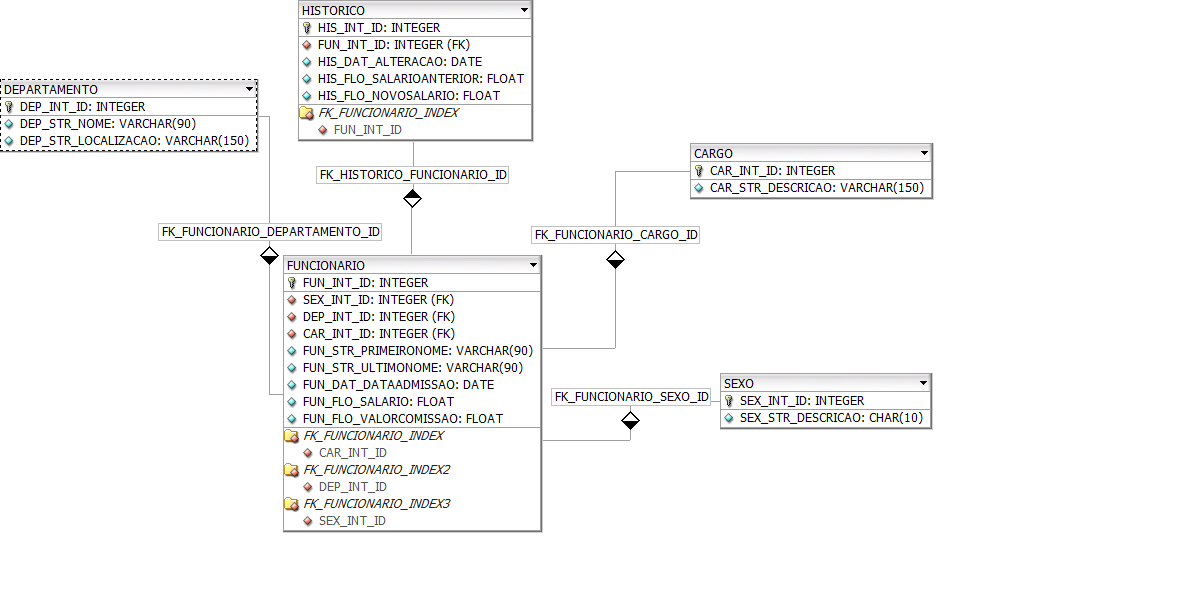 HISTORICO
HIS_INT_ID: INTEGER
FUN_INT_ID: INTEGER (FK)
HIS_DAT_ALTERACAO: DATE
HIS_FLO_SALARIOANTERIOR: FLOAT
HIS_FLO_NOVOSALARIO: FLOAT
FK_FUNCIONARIO_INDEX
FUN_INT_ID
DEPARTAMENTO
DEP_INT_ID: INTEGER
DEP_STR_NOME: VARCHAR(90)
DEP_STR_LOCALIZACAO: VARCHAR(150)
CARGO
CAR_INT_ID: INTEGER
CAR_STR_DESCRICAO: VARCHAR(150)
FK_HISTORICO_FUNCIONARIO_ID
FK_FUNCIONARIO_DEPARTAMENTO_ID
FK_FUNCIONARIO_CARGO_ID
FUNCIONARIO
FUN_INT_ID: INTEGER
SEX_INT_ID: INTEGER (FK)
DEP_INT_ID: INTEGER (FK)
CAR_INT_ID: INTEGER (FK)
FUN_STR_PRIMEIRONOME: VARCHAR(90)
FUN_STR_ULTIMONOME: VARCHAR(90)
FUN_DAT_DATAADMISSAO: DATE
FUN_FLO_SALARIO: FLOAT
FUN_FLO_VALORCOMISSAO: FLOAT
FK_FUNCIONARIO_INDEX
CAR_INT_ID
FK_FUNCIONARIO_INDEX2
DEP_INT_ID
FK_FUNCIONARIO_INDEX3
SEX_INT_ID
FK_FUNCIONARIO_SEXO_ID
SEXO
SEX_INT_ID: INTEGER
SEX_STR_DESCRICAO: CHAR(10)